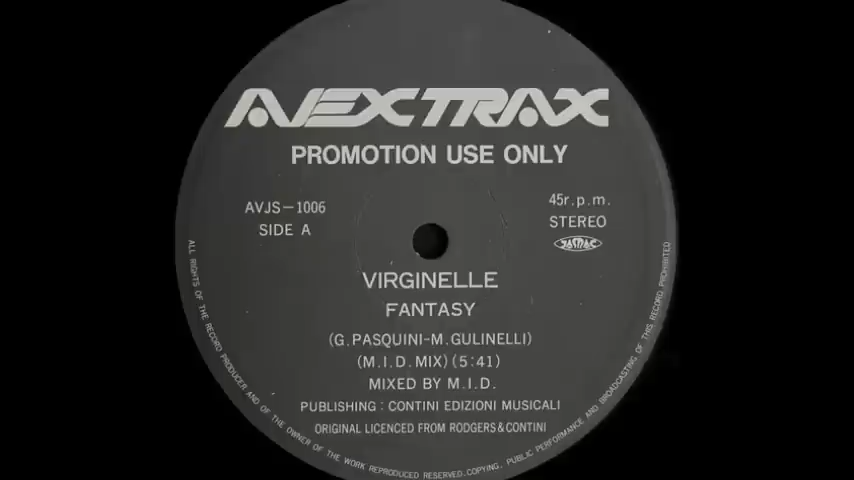 AVEX TRAX
PROMOTION USE ONLY
AVJS-1006
SIDE A
45r.p.m.
STEREO
JASRAC
VIRGINELLE
FANTASY
(G.PASQUINI-M.GULINELLI)
(M.I.D.MIX)(5:41)
MIXED BY M.I.D.
PUBLISHING : CONTINI EDIZIONI MUSICALI
ORIGINAL LICENCED FROM RODGERS&CONTINI
ALL RIGHTS OF THE RECORD PRODUCER AND OF THE OWNER OF THE WORK REPRODUCED RESERVED.COPYING, PUBLIC PERFORMANCE AND BROADCASTING OF THIS RECORD PROHIBITED